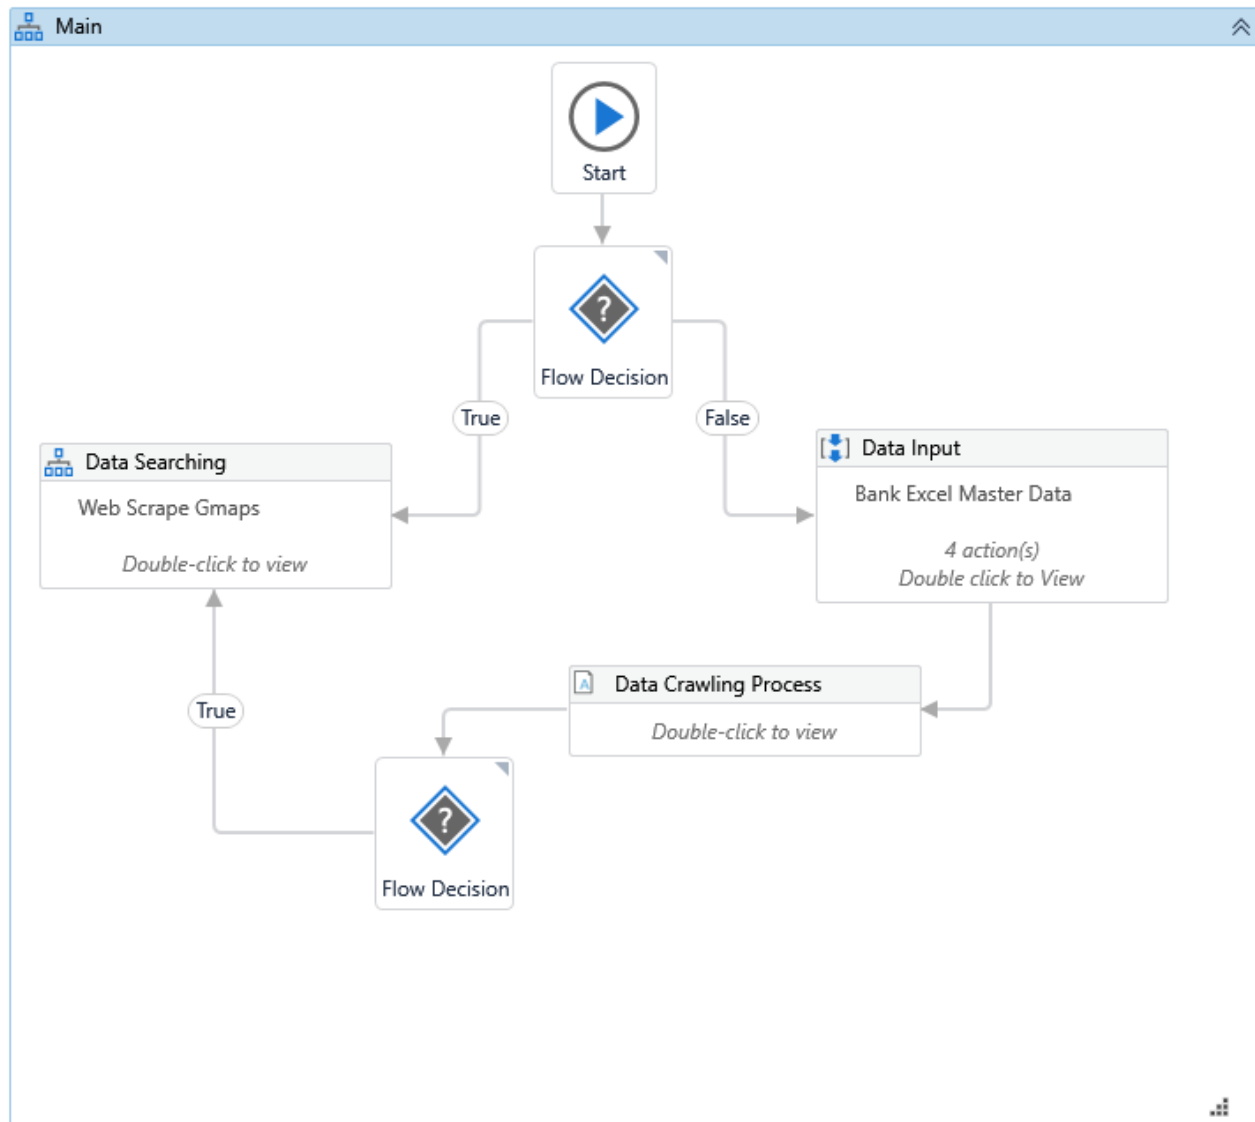 Main
Start
?
Flow Decision
True
False
Data Searching
Web Scrape Gmaps
Double-click to view
Data Input
Bank Excel Master Data
4 action(s)
Double click to View
A
Data Crawling Process
Double-click to view
True
?
Flow Decision